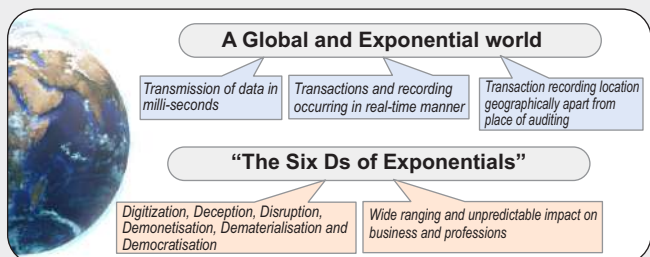 A Global and Exponential world
Transmission of data in
milli-seconds
Transactions and recording
occurring in real-time manner
Transaction recording location
geographically apart from
place of auditing
“The Six Ds of Exponentials”
Digitization, Deception, Disruption,
Demonetisation, Dematerialisation and
Democratisation
Wide ranging and unpredictable impact on
business and professions